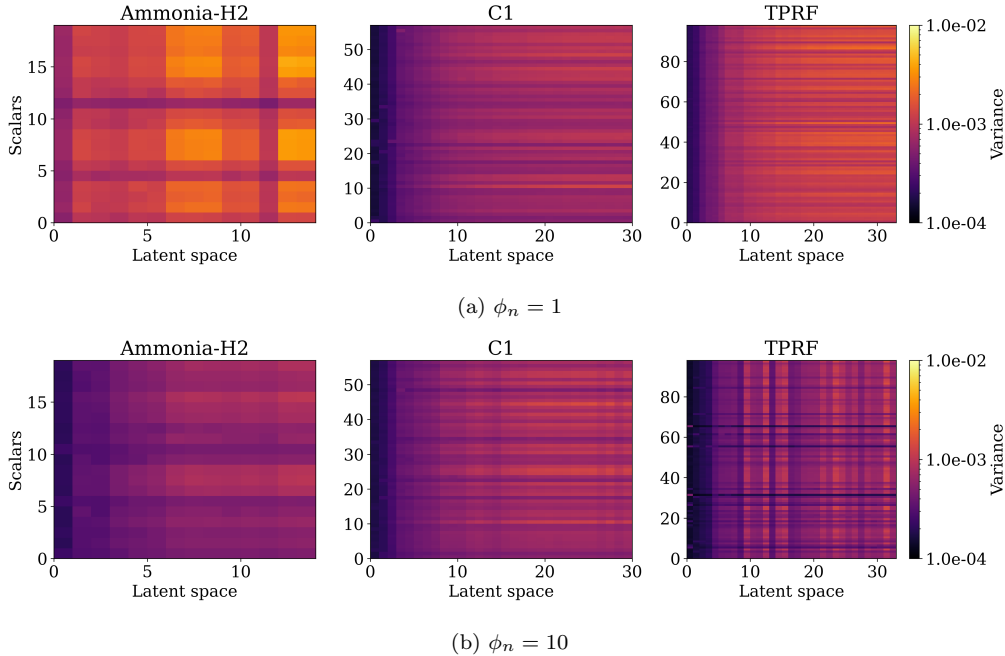 Ammonia-H2 C1 TPRF
Scalars
15
10
5
0
0 5 10
Latent space
50
40
30
20
10
0
0 10 20 30
Latent space
80
60
40
20
0
0 10 20 30
Latent space
1.0e-02
1.0e-03
1.0e-04
Variance
(a) ϕn = 1
Ammonia-H2 C1 TPRF
Scalars
15
10
5
0
0 5 10
Latent space
50
40
30
20
10
0
0 10 20 30
Latent space
80
60
40
20
0
0 10 20 30
Latent space
1.0e-02
1.0e-03
1.0e-04
Variance
(b) ϕn = 10